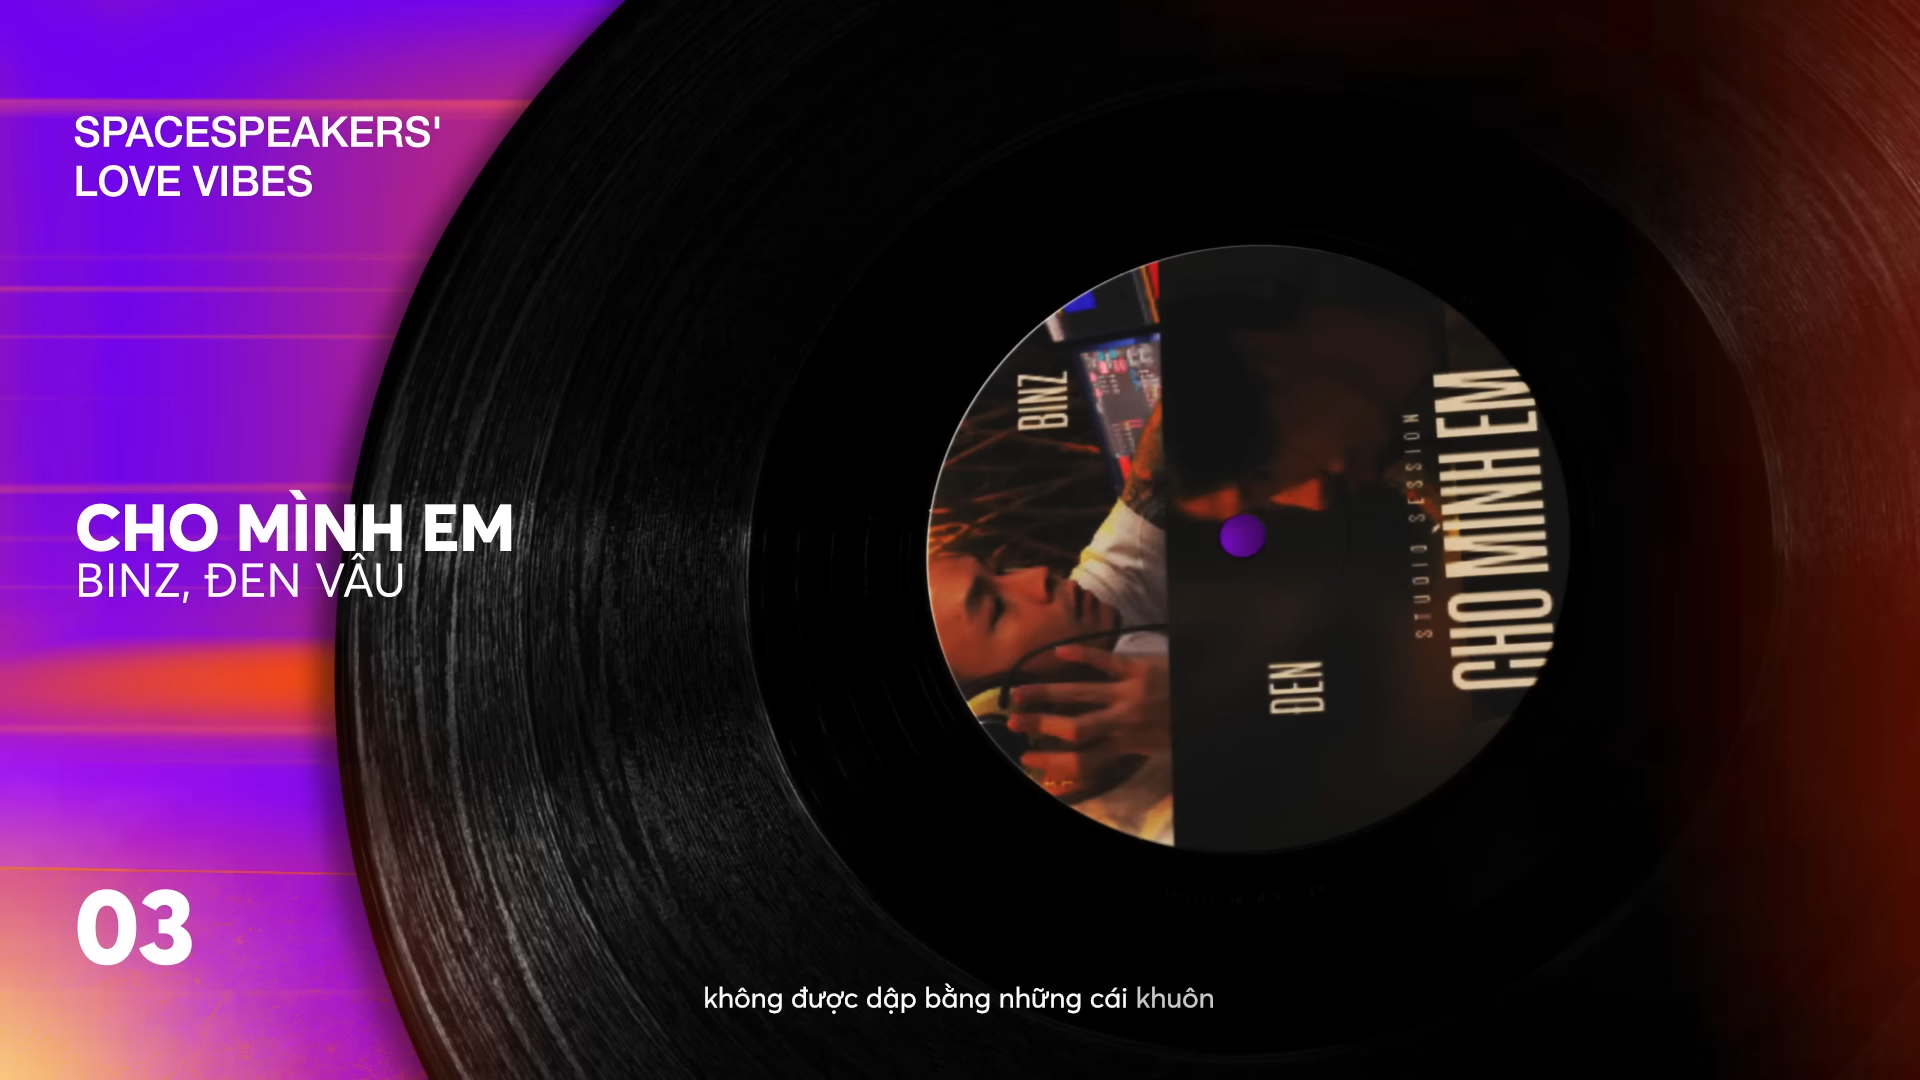 SPACESPEAKERS'
LOVE VIBES
CHO MÌNH EM
BINZ, ĐEN VÂU
03
BINZ
ĐEN
STUDIO SESSION
CHO MÌNH EM
không được dập bằng những cái khuôn